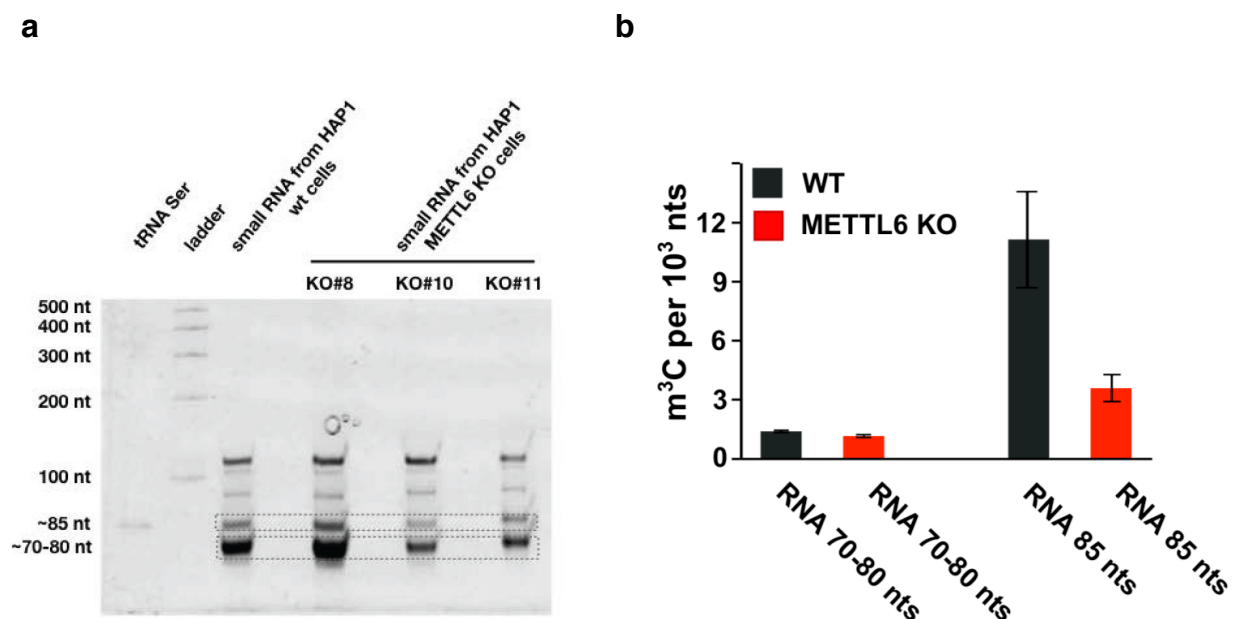 a
tRNA Ser
ladder
small RNA from HAP1
wt cells
small RNA from HAP1
METTL6 KO cells
KO#8 KO#10 KO#11
500 nt
400 nt
300 nt
200 nt
100 nt
~85 nt
~70-80 nt
b
m³C per 10³ nts
12
9
6
3
0
WT
METTL6 KO
RNA 70-80 nts
RNA 70-80 nts
RNA 85 nts
RNA 85 nts